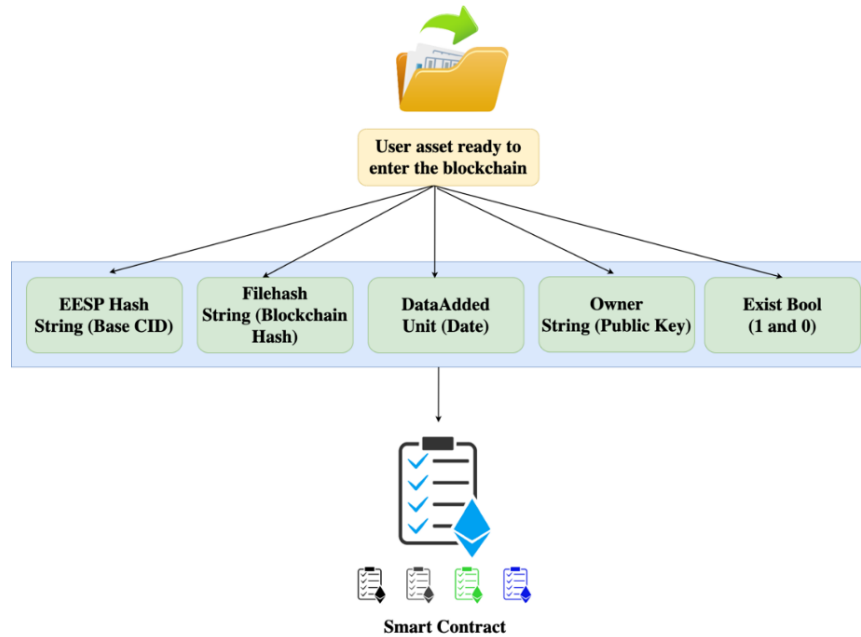 User asset ready to
enter the blockchain
EESP Hash
String (Base CID)
Filehash
String (Blockchain
Hash)
DataAdded
Unit (Date)
Owner
String (Public Key)
Exist Bool
(1 and 0)
Smart Contract